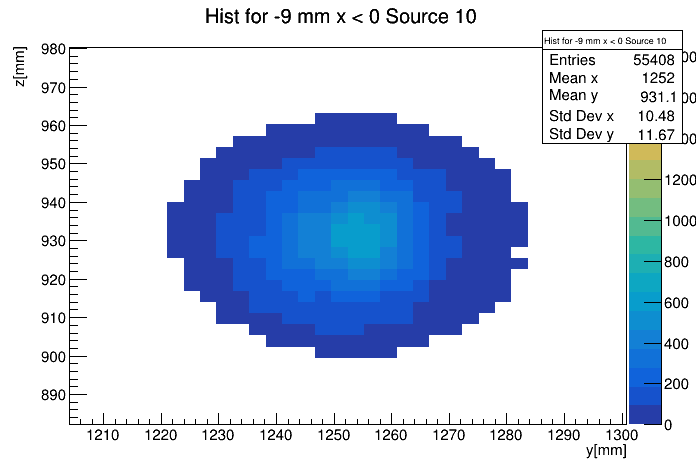 Hist for -9 mm x < 0 Source 10
Hist for -9 mm x < 0 Source 10
Entries 55408
Mean x 1252
Mean y 931.1
Std Dev x 10.48
Std Dev y 11.67
z[mm]
980
970
960
950
940
930
920
910
900
890
1210 1220 1230 1240 1250 1260 1270 1280 1290 1300
y[mm]
1200
1000
800
600
400
200
0